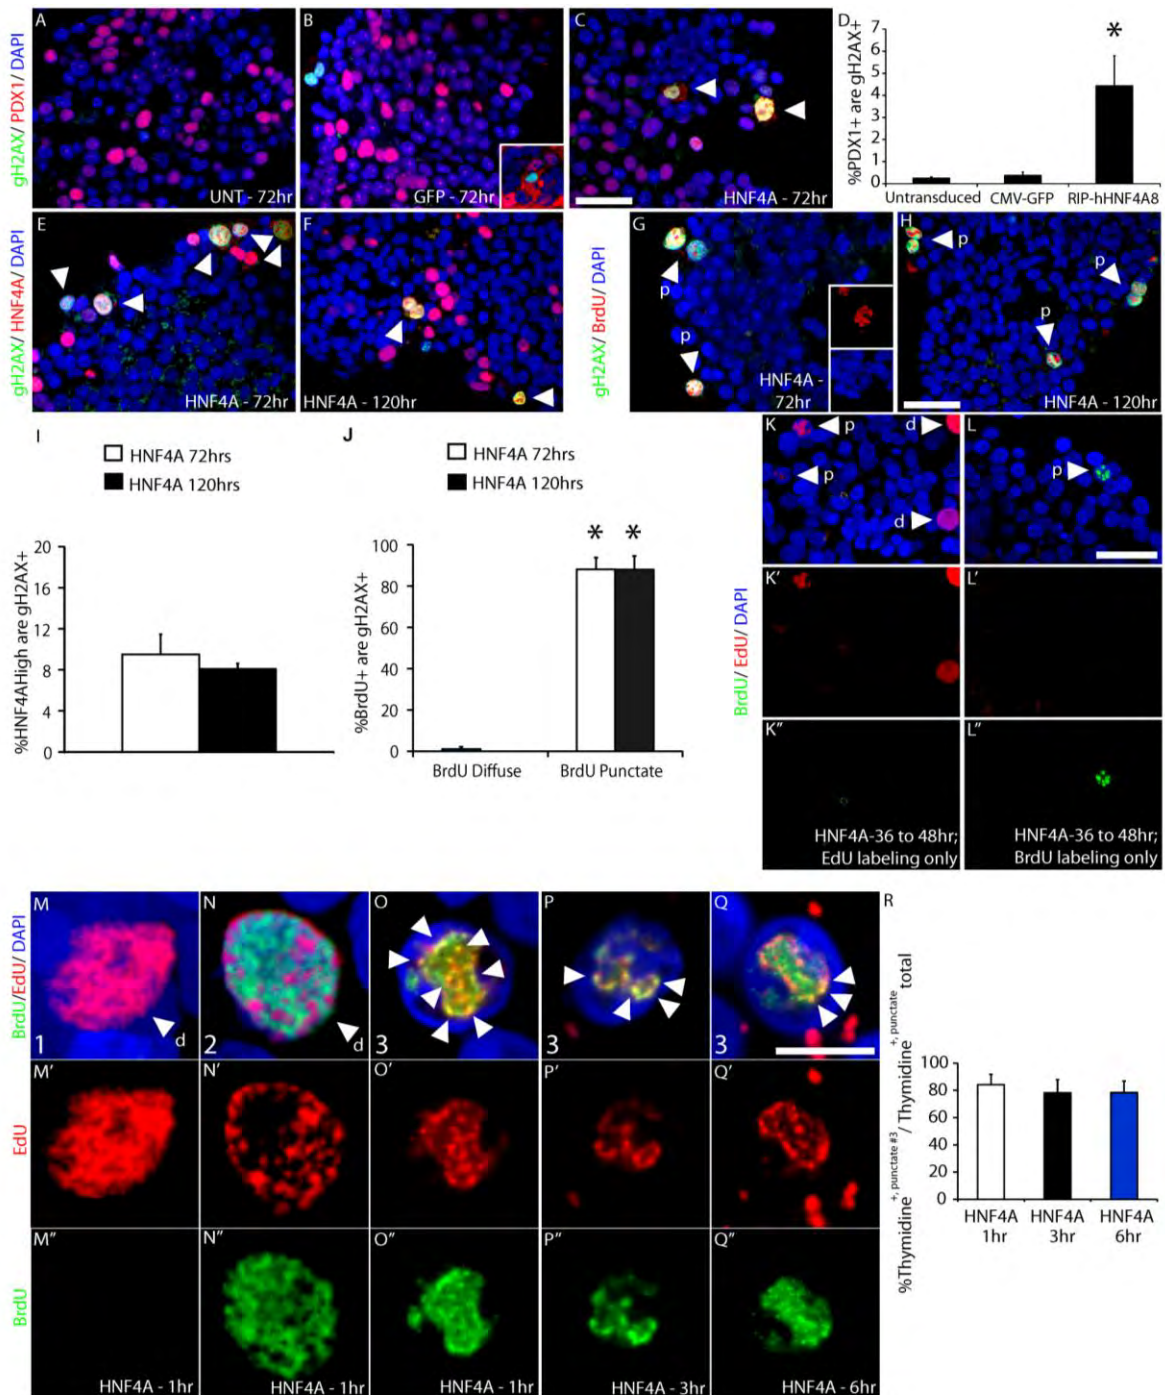 A
B
C
D
gH2AX/ PDX1/ DAPI
UNT - 72hr
GFP - 72hr
HNF4A - 72hr
%PDX1+ are gH2AX+
7
6
5
4
3
2
1
0
*
Untransduced
CMV-GFP
RIP-hHNF4A8
E
F
G
H
gH2AX/ HNF4A/ DAPI
HNF4A - 72hr
HNF4A - 120hr
gH2AX/ BrdU/ DAPI
p
p
HNF4A -
72hr
p
p
p
HNF4A - 120hr
I
HNF4A 72hrs
HNF4A 120hrs
%HNF4AHigh are gH2AX+
20
16
12
8
4
0
J
HNF4A 72hrs
HNF4A 120hrs
%BrdU+ are gH2AX+
100
80
60
40
20
0
* *
BrdU Diffuse
BrdU Punctate
K
p
d
p
d
L
p
K'
L'
BrdU/ EdU/ DAPI
K"
L"
HNF4A-36 to 48hr;
EdU labeling only
HNF4A-36 to 48hr;
BrdU labeling only
M
N
O
P
Q
BrdU/EdU/ DAPI
d
d
1
2
3
3
3
M'
N'
O'
P'
Q'
EdU
M"
N"
O"
P"
Q"
BrdU
HNF4A - 1hr
HNF4A - 1hr
HNF4A - 1hr
HNF4A - 3hr
HNF4A - 6hr
R
%Thymidine+, punctate #3/ Thymidine+, punctate total
100
80
60
40
20
0
HNF4A
1hr
HNF4A
3hr
HNF4A
6hr